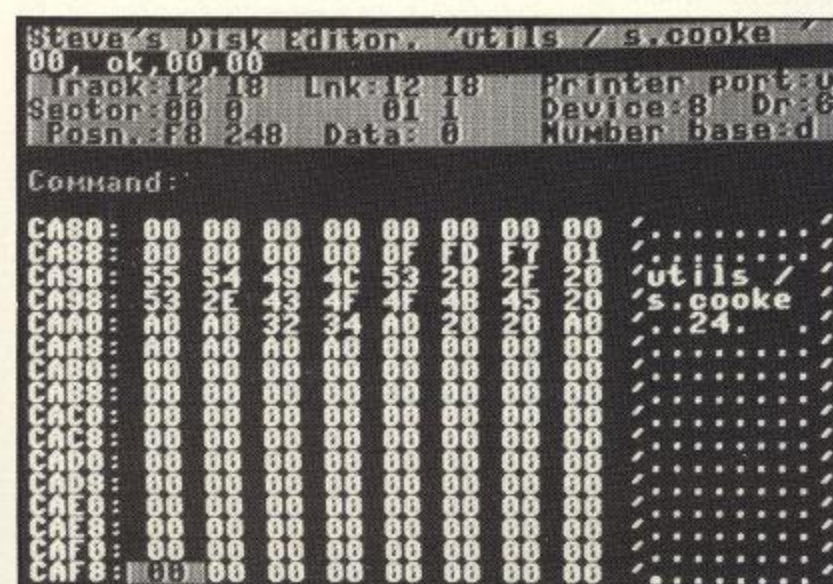 Steve's Disk Editor. 'utils / s.cooke '
00, ok,00,00
Track:12 18 Lnk:12 18 Printer port:u
Sector:00 0 01 1 Device:8 Dr:0
Posn.:F8 248 Data: 0 Number base:d
Command:
CA80: 00 00 00 00 00 00 00 00 '........'
CA88: 00 00 00 00 0F FD F7 01 '........'
CA90: 55 54 49 4C 53 20 2F 20 'utils / '
CA98: 53 2E 43 4F 4F 4B 45 20 's.cooke '
CAA0: A0 A0 32 34 A0 20 20 A0 '..24.  .'
CAA8: A0 A0 A0 A0 00 00 00 00 '........'
CAB0: 00 00 00 00 00 00 00 00 '........'
CAB8: 00 00 00 00 00 00 00 00 '........'
CAC0: 00 00 00 00 00 00 00 00 '........'
CAC8: 00 00 00 00 00 00 00 00 '........'
CAD0: 00 00 00 00 00 00 00 00 '........'
CAD8: 00 00 00 00 00 00 00 00 '........'
CAE0: 00 00 00 00 00 00 00 00 '........'
CAE8: 00 00 00 00 00 00 00 00 '........'
CAF0: 00 00 00 00 00 00 00 00 '........'
CAF8: 00 00 00 00 00 00 00 00 '........'